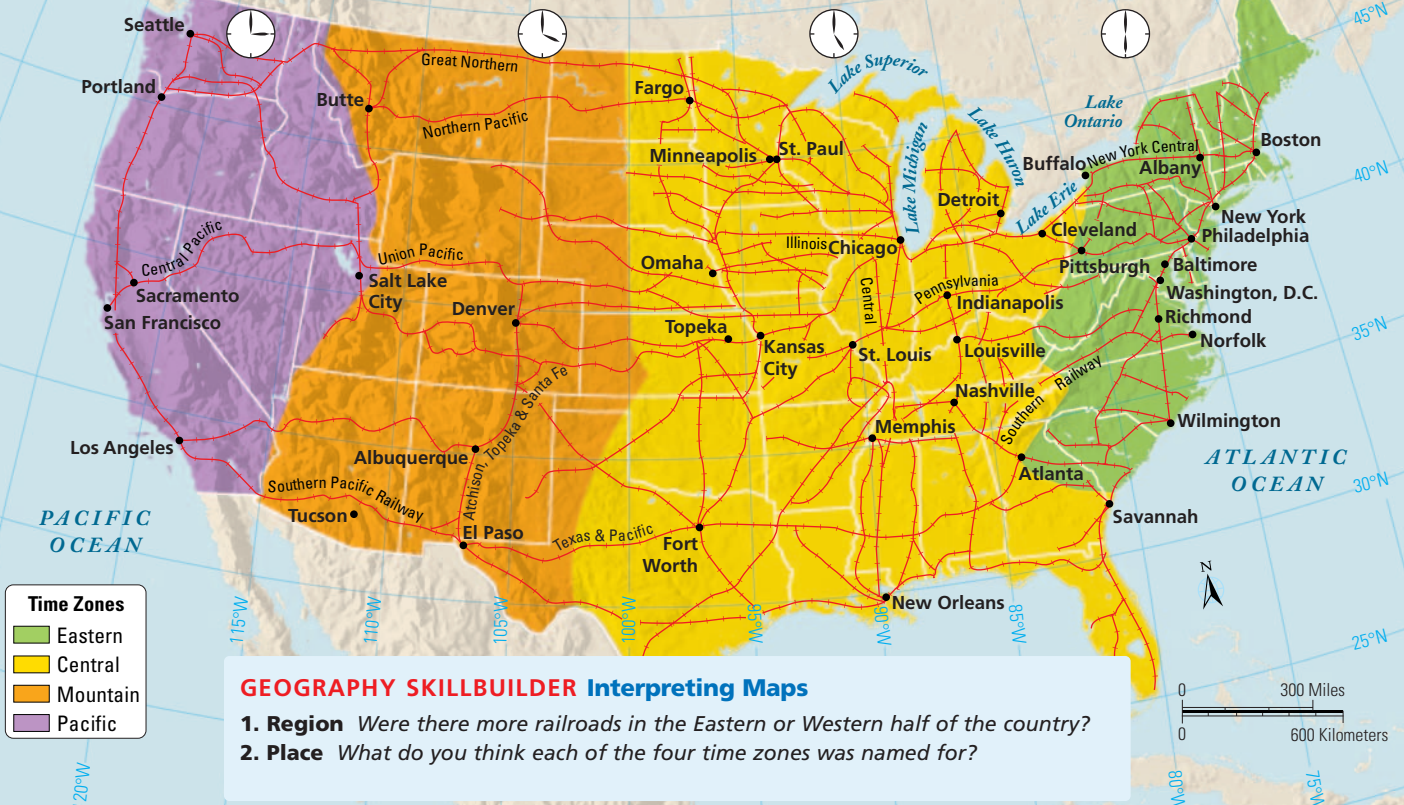 Seattle
Portland
Butte
Great Northern
Northern Pacific
Fargo
Minneapolis
St. Paul
Lake Superior
Lake Michigan
Lake Huron
Lake
Ontario
Lake Erie
Detroit
Buffalo
New York Central
Albany
Boston
45°N
40°N
35°N
30°N
25°N
New York
Philadelphia
Cleveland
Pittsburgh
Baltimore
Washington, D.C.
Richmond
Norfolk
Central Pacific
Sacramento
San Francisco
Union Pacific
Salt Lake
City
Denver
Omaha
Illinois
Central
Chicago
Pennsylvania
Indianapolis
Topeka
Kansas
City
St. Louis
Louisville
Nashville
Southern Railway
Memphis
Wilmington
Atlanta
Savannah
Los Angeles
Albuquerque
Atchison, Topeka & Santa Fe
Southern Pacific Railway
Tucson
El Paso
Texas & Pacific
Fort
Worth
New Orleans
PACIFIC
OCEAN
ATLANTIC
OCEAN
N
115°W
110°W
105°W
100°W
95°W
90°W
85°W
80°W
75°W
20°W
Time Zones
Eastern
Central
Mountain
Pacific
GEOGRAPHY SKILLBUILDER Interpreting Maps
1. Region Were there more railroads in the Eastern or Western half of the country?
2. Place What do you think each of the four time zones was named for?
0 300 Miles
0 600 Kilometers